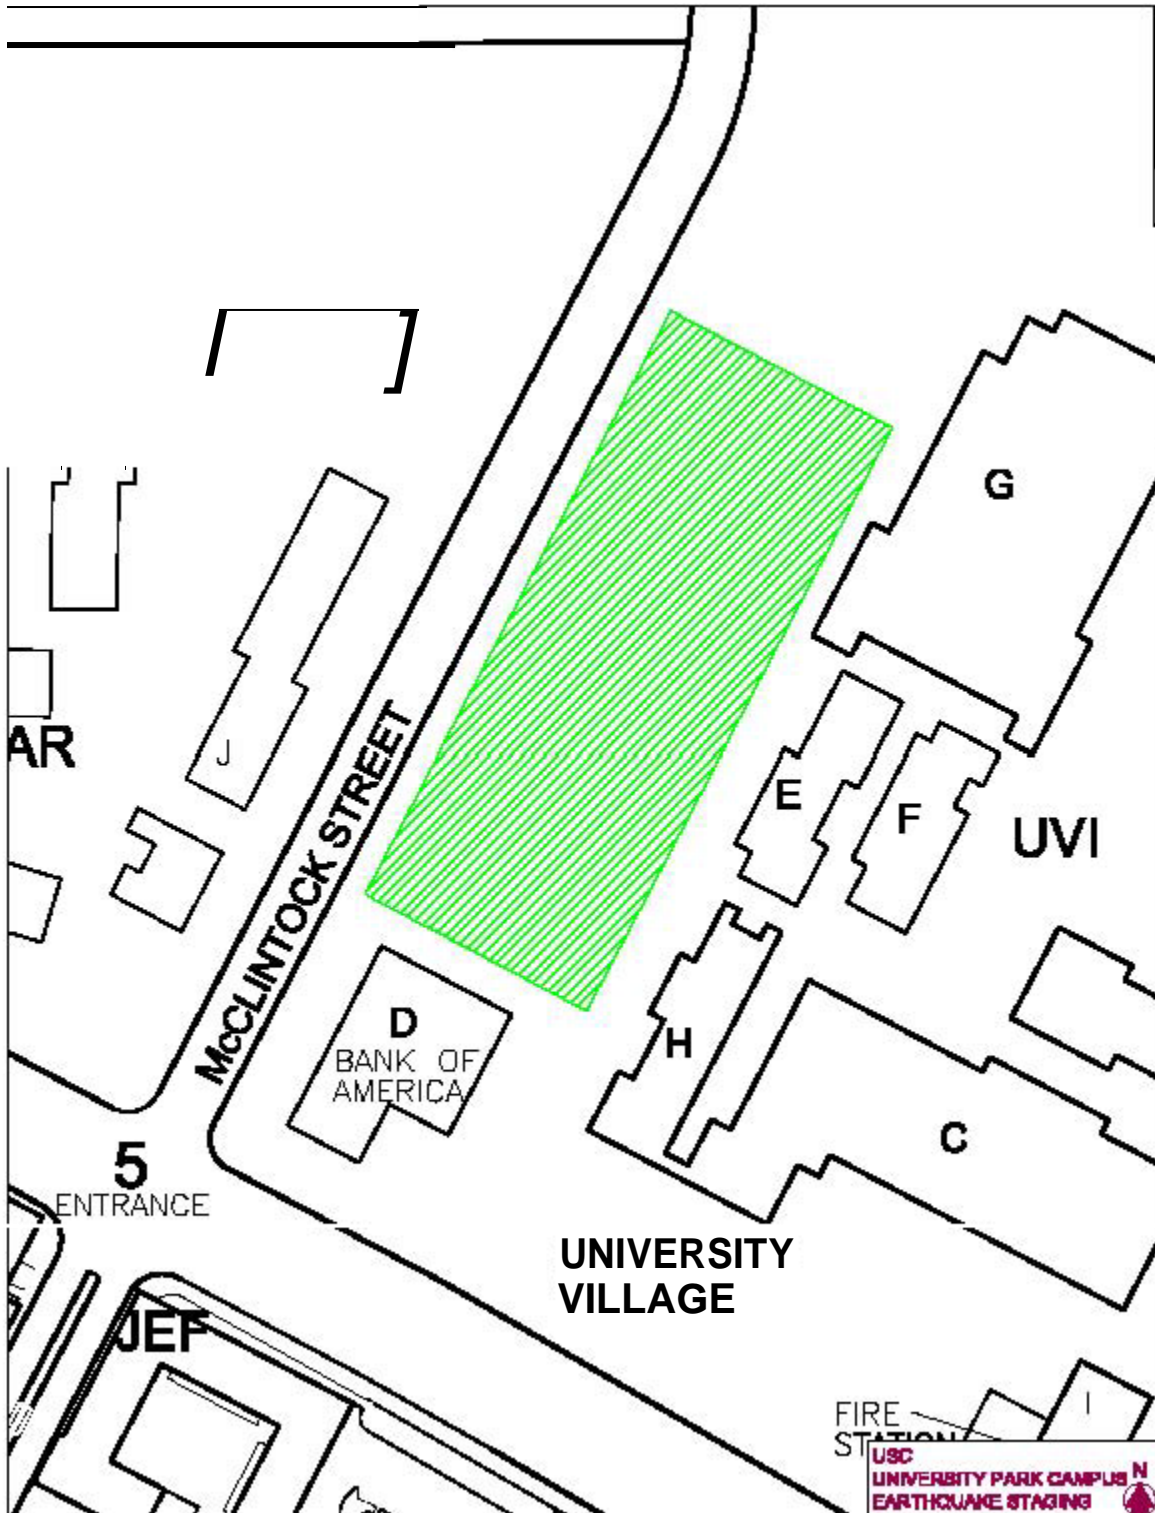 G
AR
J
McCLINTOCK STREET
E
F
UVI
D
BANK OF
AMERICA
H
C
5
ENTRANCE
UNIVERSITY
VILLAGE
JEF
FIRE
STATION
I
USC
UNIVERSITY PARK CAMPUS
EARTHQUAKE STAGING
N